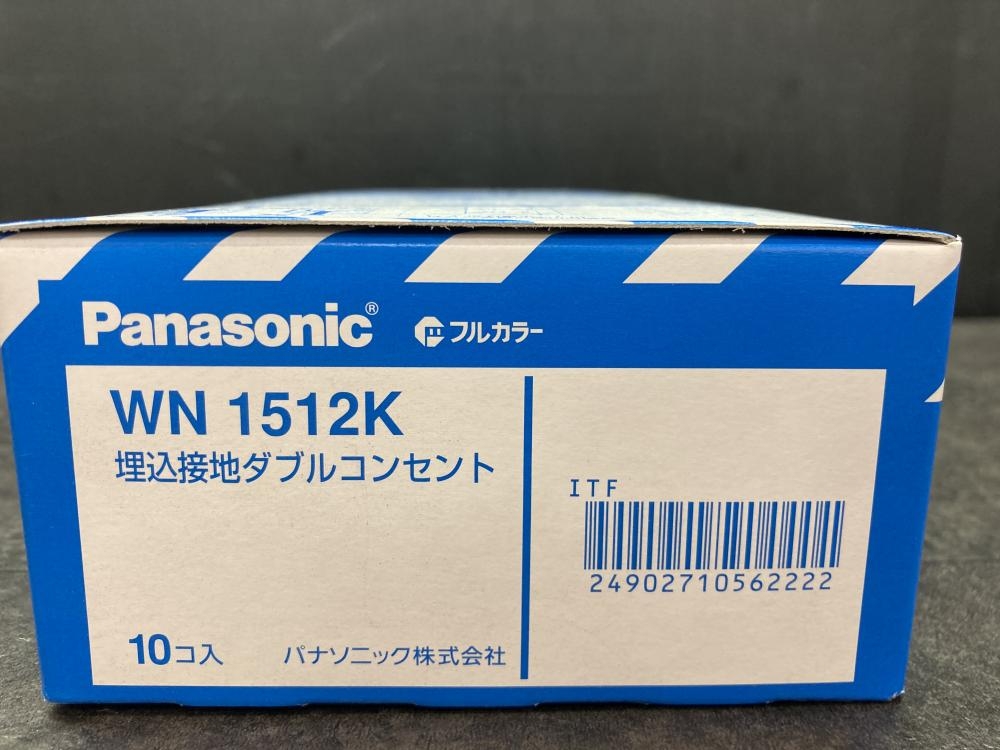 Panasonic® フルカラー
WN 1512K
埋込接地ダブルコンセント
10コ入 パナソニック株式会社
ITF
24902710562222